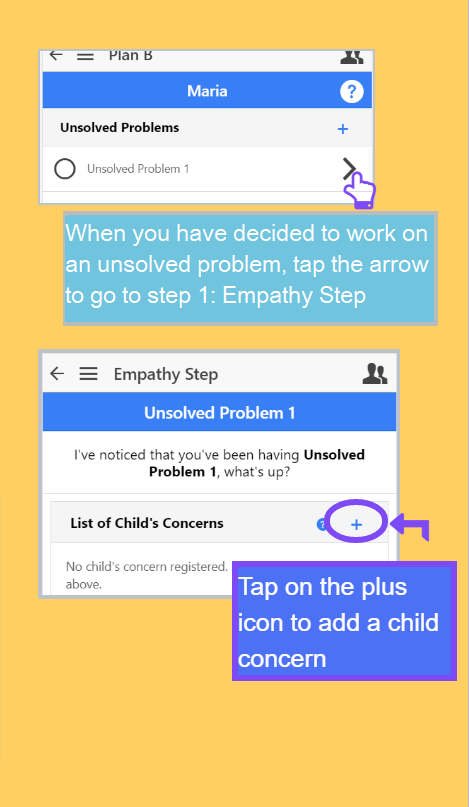 Plan B
Maria
?
Unsolved Problems +
Unsolved Problem 1
When you have decided to work on
an unsolved problem, tap the arrow
to go to step 1: Empathy Step
Empathy Step
Unsolved Problem 1
I've noticed that you've been having Unsolved
Problem 1, what's up?
List of Child's Concerns ? +
No child's concern registered.
above.
Tap on the plus
icon to add a child
concern